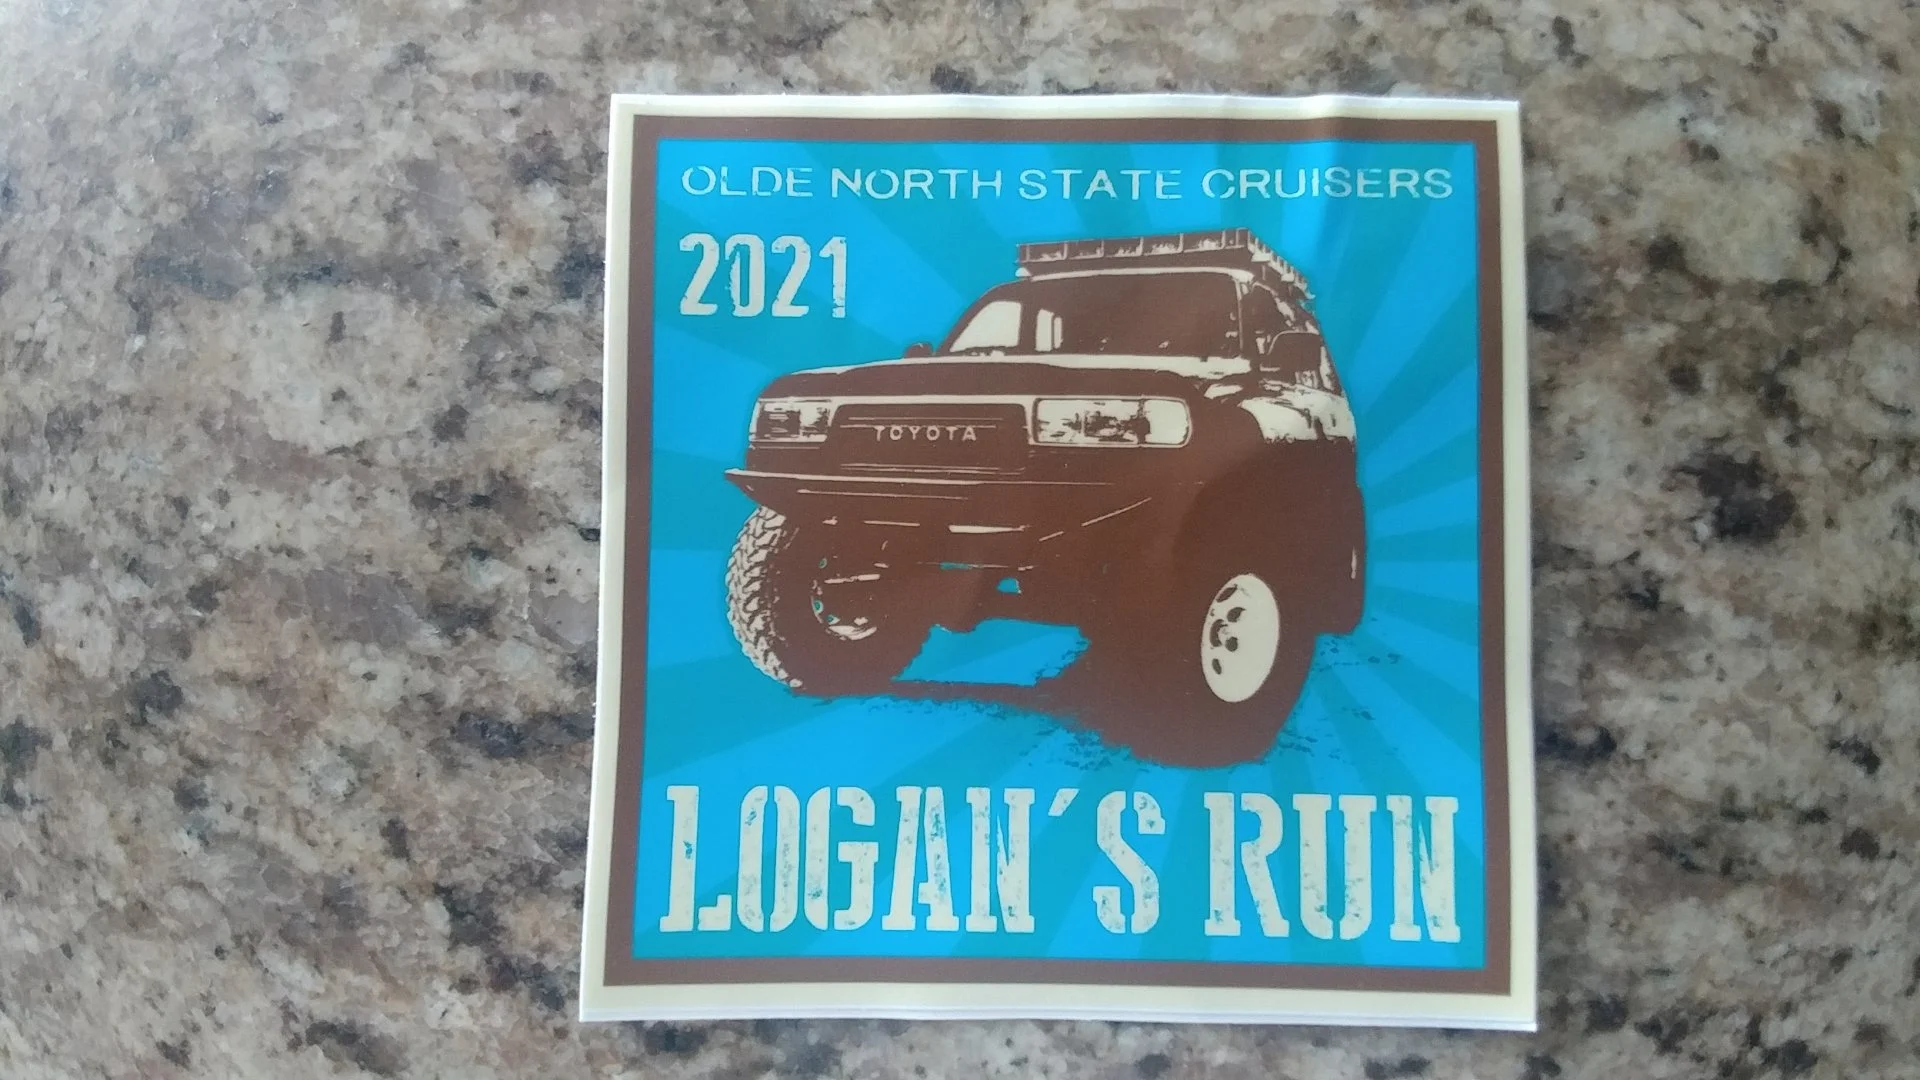 OLDE NORTH STATE CRUISERS
2021
TOYOTA
LOGAN'S RUN